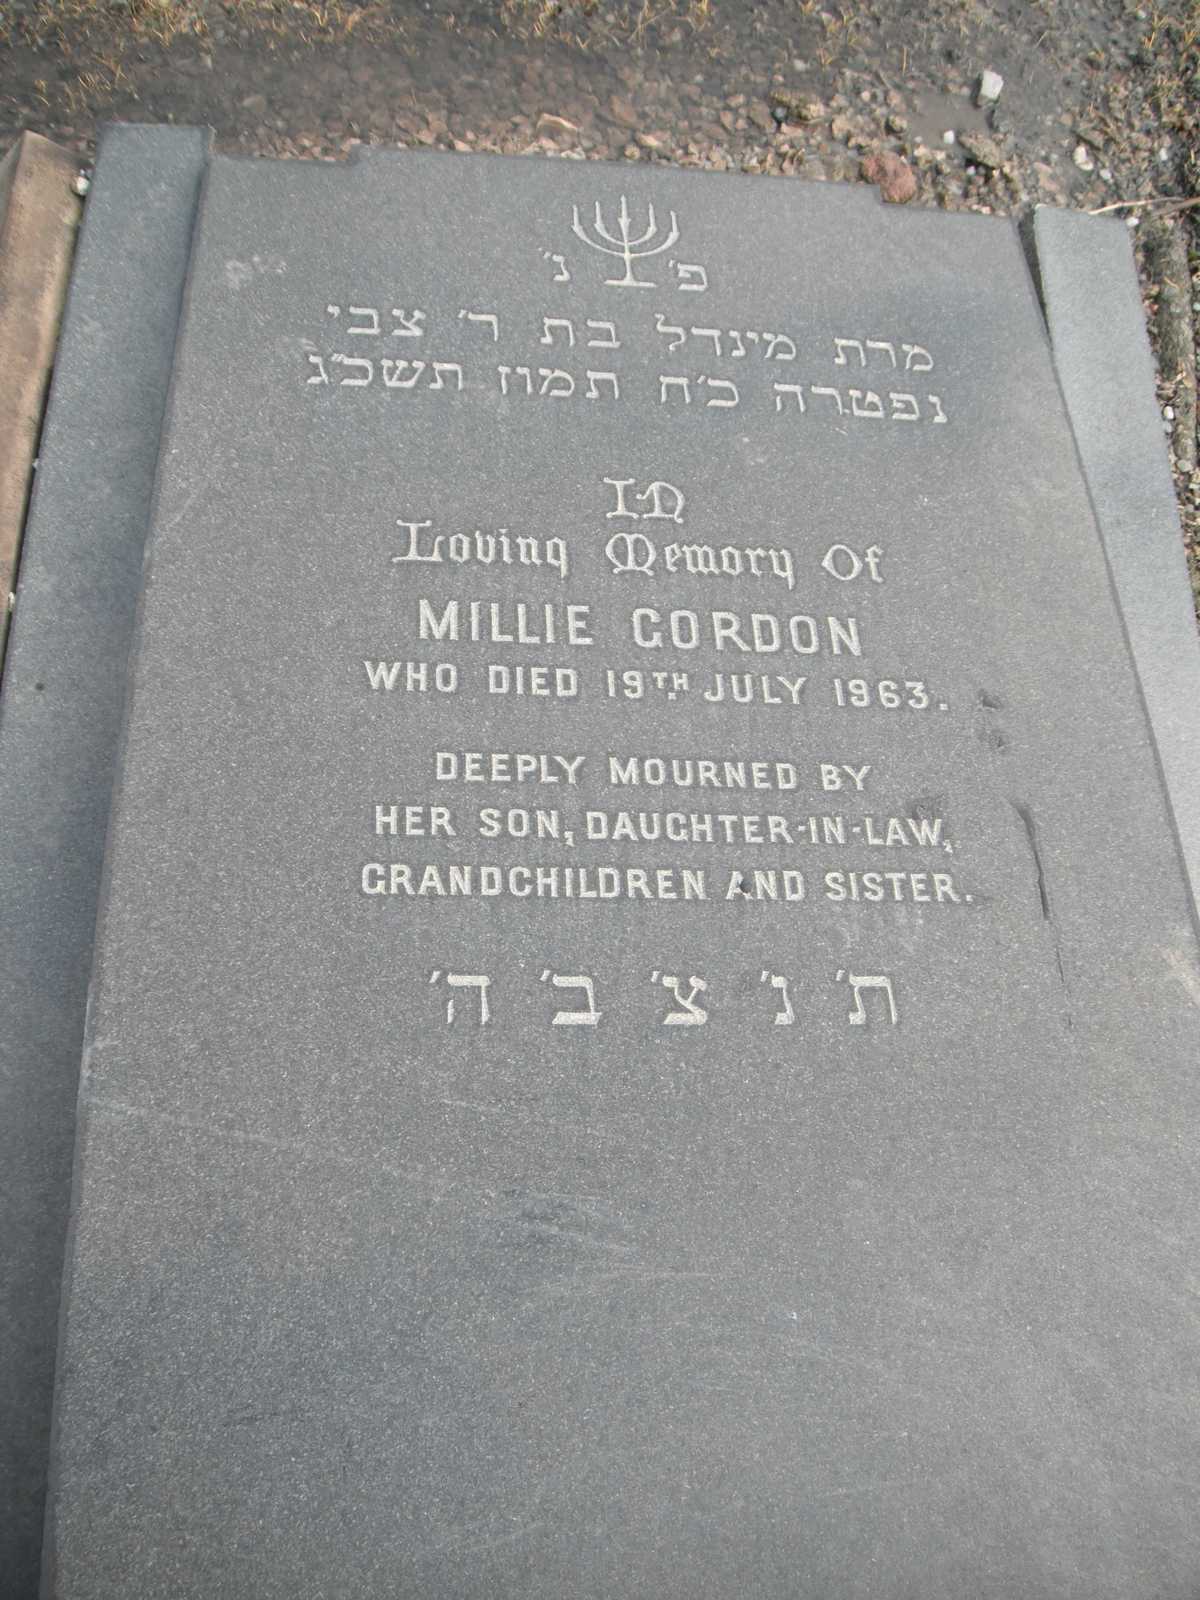 פ׳ נ׳
מרת מינדל בת ר׳ צבי
נפטרה כ׳ח תמוז תשכ״ג
In
Loving Memory Of
MILLIE GORDON
WHO DIED 19TH JULY 1963.
DEEPLY MOURNED BY
HER SON, DAUGHTER-IN-LAW,
GRANDCHILDREN AND SISTER.
ת׳ נ׳ צ׳ ב׳ ה׳